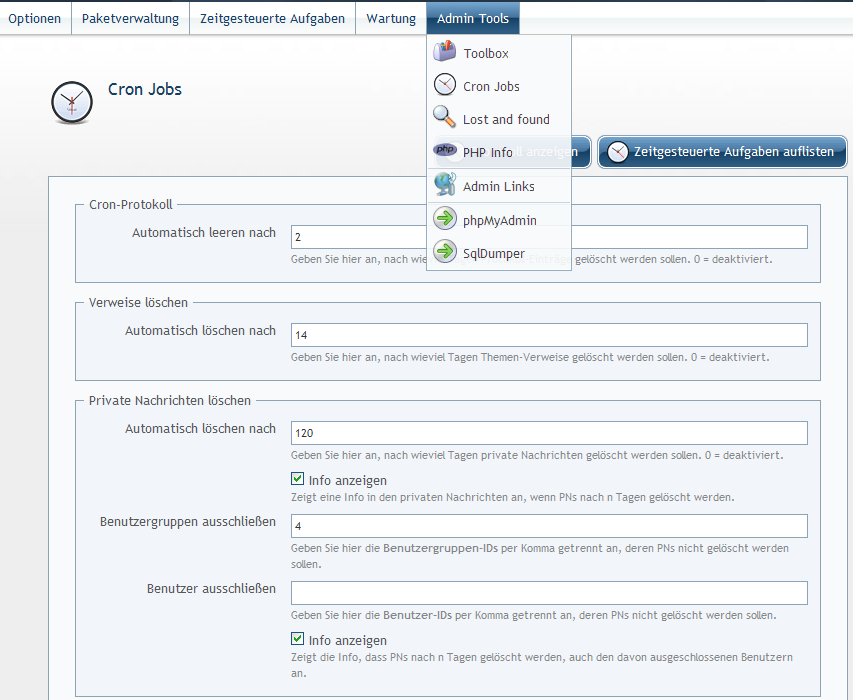 Optionen
Paketverwaltung
Zeitgesteuerte Aufgaben
Wartung
Admin Tools
Toolbox
Cron Jobs
Lost and found
PHP Info
Admin Links
phpMyAdmin
SqlDumper
Cron Jobs
anzeigen
Zeitgesteuerte Aufgaben auflisten
Cron-Protokoll
Automatisch leeren nach
2
Geben Sie hier an, nach wie Einträge gelöscht werden sollen. 0 = deaktiviert.
Verweise löschen
Automatisch löschen nach
14
Geben Sie hier an, nach wieviel Tagen Themen-Verweise gelöscht werden sollen. 0 = deaktiviert.
Private Nachrichten löschen
Automatisch löschen nach
120
Geben Sie hier an, nach wieviel Tagen private Nachrichten gelöscht werden sollen. 0 = deaktiviert.
Info anzeigen
Zeigt eine Info in den privaten Nachrichten an, wenn PNs nach n Tagen gelöscht werden.
Benutzergruppen ausschließen
4
Geben Sie hier die Benutzergruppen-IDs per Komma getrennt an, deren PNs nicht gelöscht werden
sollen.
Benutzer ausschließen
Geben Sie hier die Benutzer-IDs per Komma getrennt an, deren PNs nicht gelöscht werden sollen.
Info anzeigen
Zeigt die Info, dass PNs nach n Tagen gelöscht werden, auch den davon ausgeschlossenen Benutzern
an.